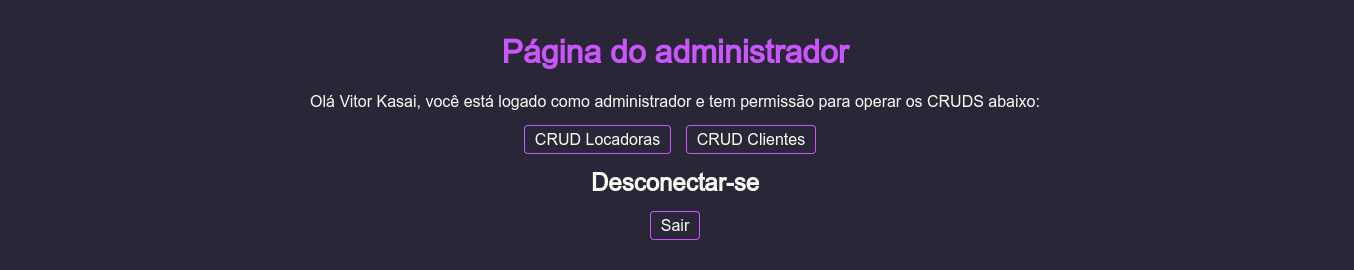 Página do administrador
Olá Vitor Kasai, você está logado como administrador e tem permissão para operar os CRUDS abaixo:
CRUD Locadoras CRUD Clientes
Desconectar-se
Sair